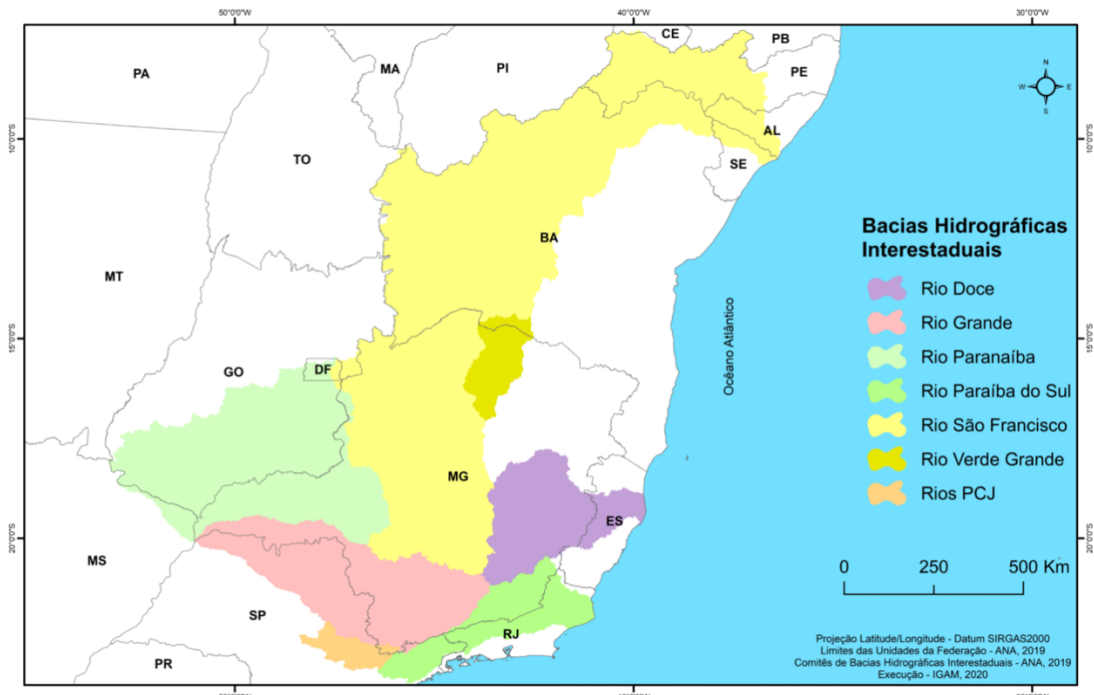 50°0'0"W
40°0'0"W
30°0'0"W
CE
PB
PA
MA
PI
PE
N
W
E
S
10°0'0"S
AL
10°0'0"S
TO
SE
BA
MT
15°0'0"S
15°0'0"S
GO
DF
MG
20°0'0"S
ES
20°0'0"S
MS
SP
RJ
PR
Ocêano Atlântico
Bacias Hidrográficas
Interestaduais
Rio Doce
Rio Grande
Rio Paranaíba
Rio Paraíba do Sul
Rio São Francisco
Rio Verde Grande
Rios PCJ
0 250 500 Km
Projeção Latitude/Longitude - Datum SIRGAS2000
Limites das Unidades da Federação - ANA, 2019
Comitês de Bacias Hidrográficas Interestaduais - ANA, 2019
Execução - IGAM, 2020